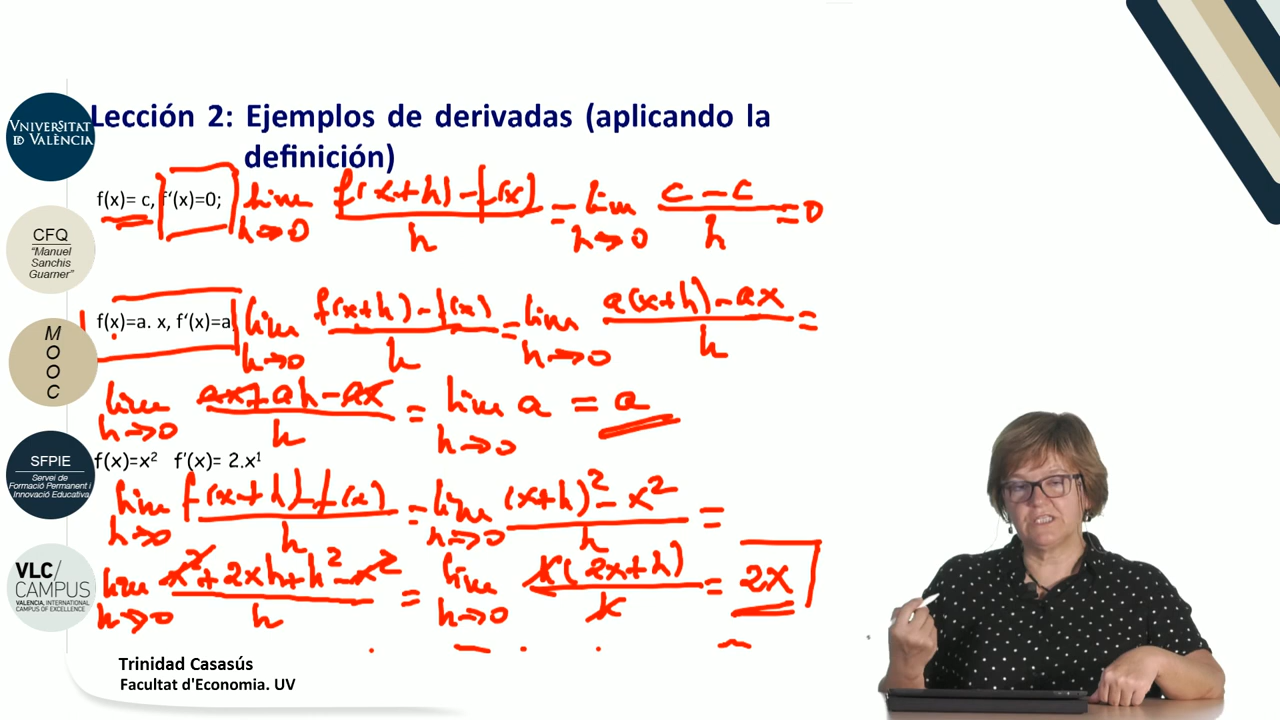 Lección 2: Ejemplos de derivadas (aplicando la
definición)
VNIVERSITAT
ID VALÈNCIA
f(x)= c, f'(x)=0; lim h→0 f(x+h)-f(x) / h = lim h→0 c-c / h = 0
CFQ
"Manuel
Sanchis
Guarner"
f(x)=a. x, f'(x)=a, lim h→0 f(x+h)-f(x) / h = lim h→0 a(x+h)-ax / h =
M
O
O
C
lim h→0 ax+ah-ax / h = lim h→0 a = a
f(x)=x² f'(x)= 2.x¹
SFPIE
Servei de
Formació Permanent i
Innovació Educativa
lim h→0 f(x+h)-f(x) / h = lim h→0 (x+h)²-x² / h =
VLC/
CAMPUS
VALENCIA, INTERNATIONAL
CAMPUS OF EXCELLENCE
lim h→0 x²+2xh+h²-x² / h = lim h→0 h(2x+h) / h = 2x
Trinidad Casasús
Facultat d'Economia. UV